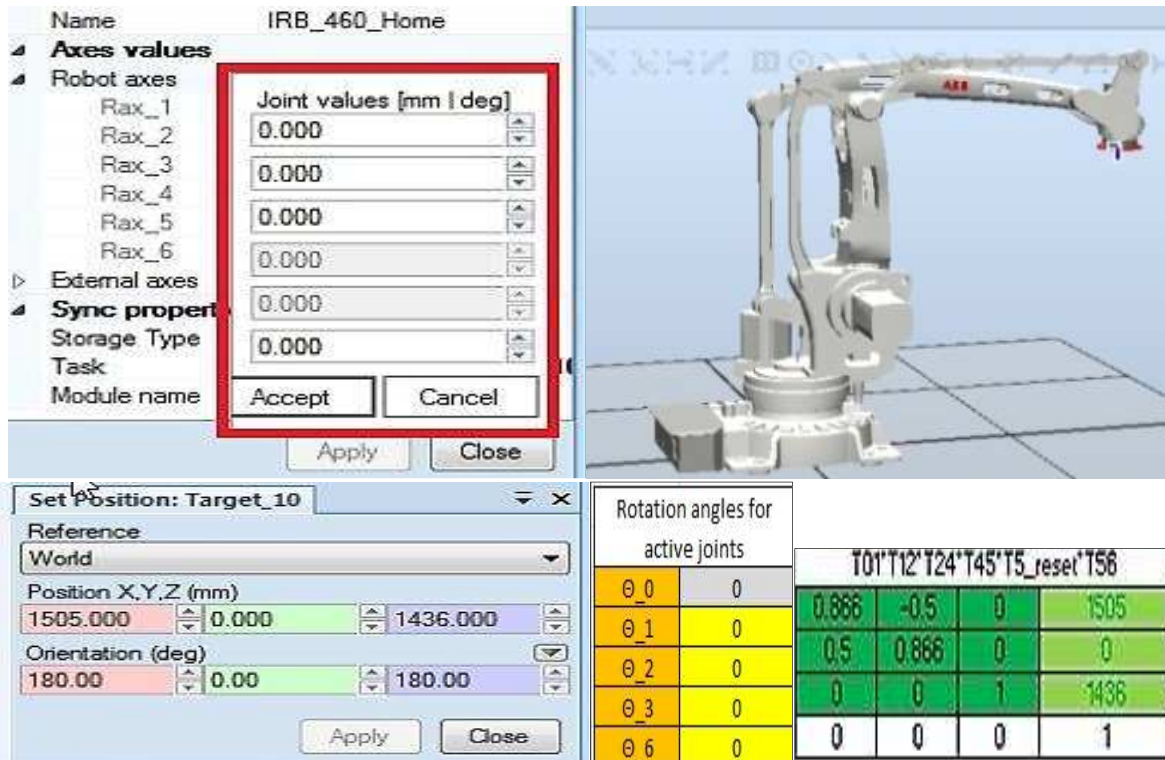 Name IRB_460_Home
Axes values
Robot axes
Rax_1
Rax_2
Rax_3
Rax_4
Rax_5
Rax_6
External axes
Sync propert
Storage Type
Task
Module name
Joint values [mm | deg]
0.000
0.000
0.000
0.000
0.000
0.000
Accept Cancel
Apply Close
ABB
Set Position: Target_10
Reference
World
Position X,Y,Z (mm)
1505.000 0.000 1436.000
Orientation (deg)
180.00 0.00 180.00
Apply Close
Rotation angles for
active joints
Θ_0 0
Θ_1 0
Θ_2 0
Θ_3 0
Θ_6 0
T01*T12*T24*T45*T5_reset*T56
0.866 -0.5 0 1505
0.5 0.866 0 0
0 0 1 1436
0 0 0 1